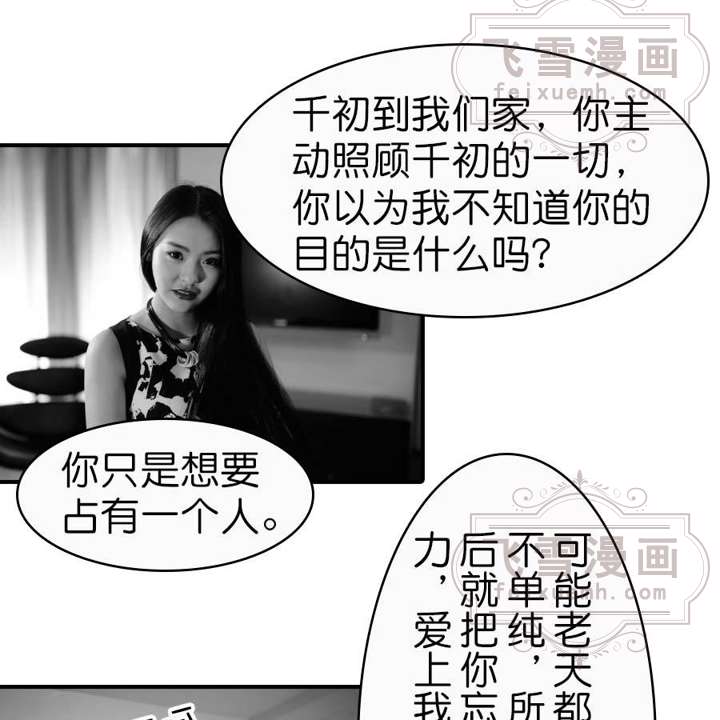 飞雪漫画
feixuemh.com
千初到我们家，你主
动照顾千初的一切，
你以为我不知道你的
目的是什么吗？
你只是想要
占有一个人。
飞雪漫画
feixuemh.com
可能老天都
不单纯，所
后就把你忘
力，爱上我